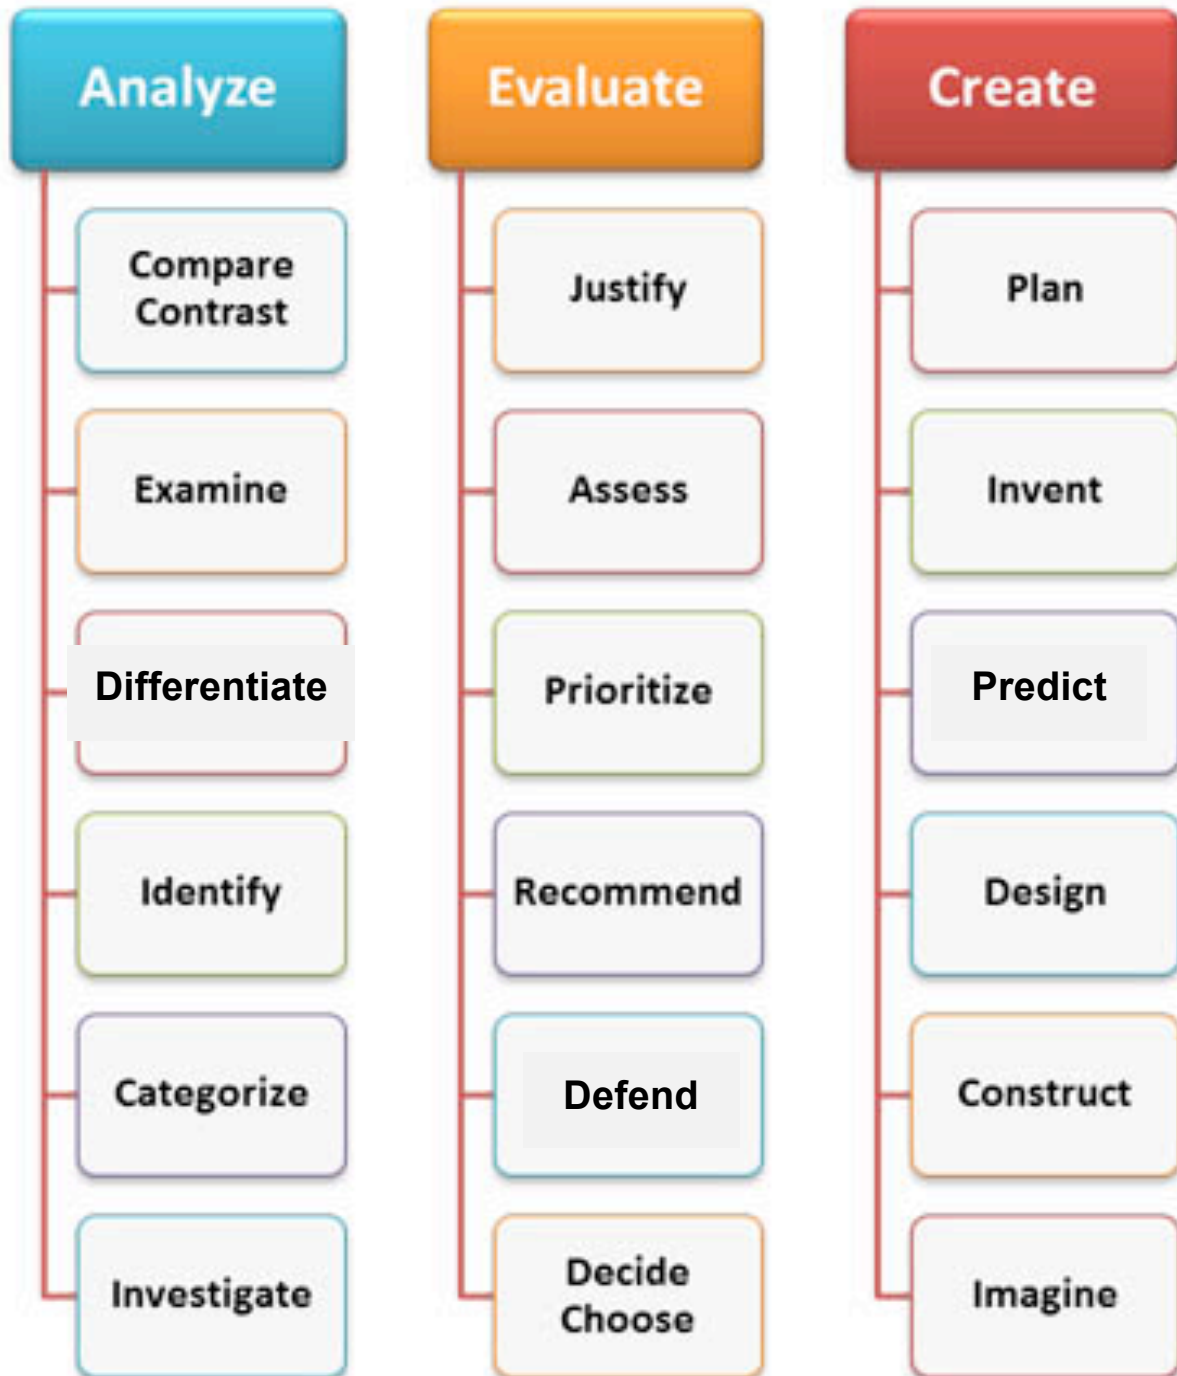 Analyze
Compare
Contrast
Examine
Differentiate
Identify
Categorize
Investigate
Evaluate
Justify
Assess
Prioritize
Recommend
Defend
Decide
Choose
Create
Plan
Invent
Predict
Design
Construct
Imagine